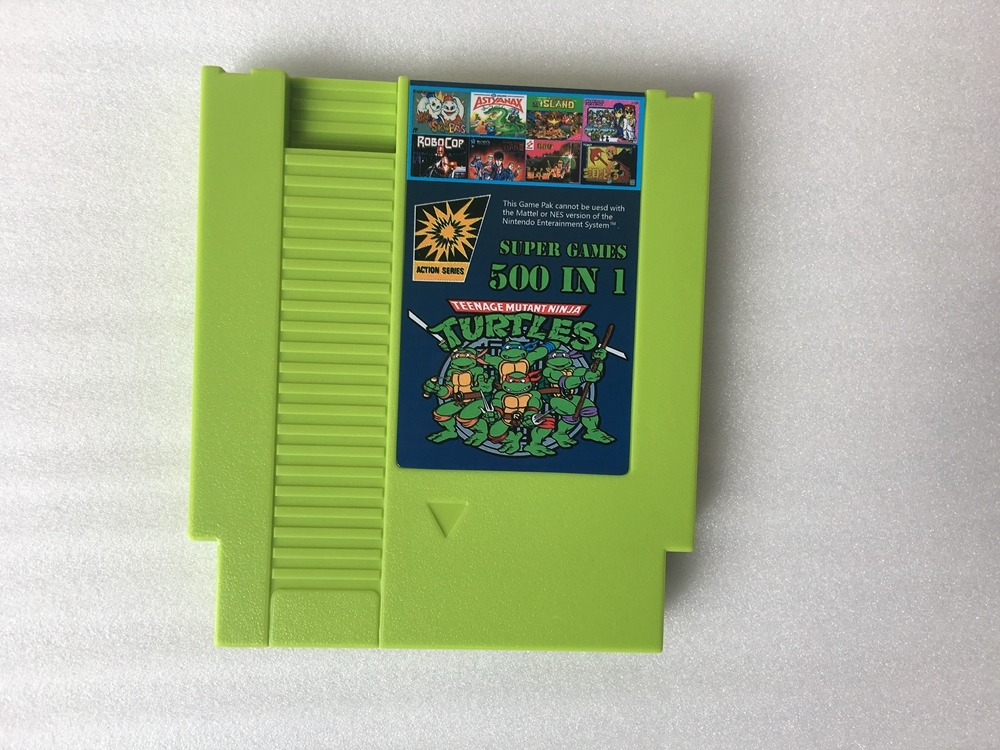 ASTYANAX
ISLAND
ROBOCOP
This Game Pak cannot be uesd with
the Mattel or NES version of the
Nintendo Enterainment System™.
ACTION SERIES
SUPER GAMES
500 IN 1
TEENAGE MUTANT NINJA
TURTLES